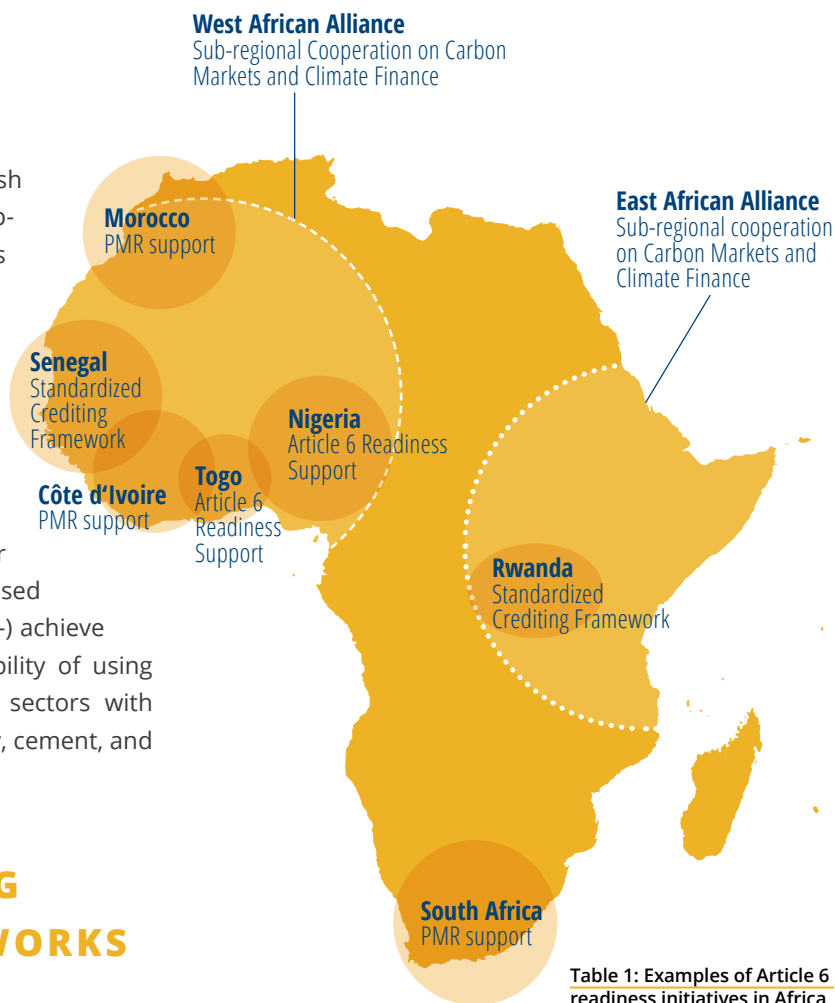 West African Alliance
Sub-regional Cooperation on Carbon
Markets and Climate Finance
East African Alliance
Sub-regional cooperation
on Carbon Markets and
Climate Finance
Morocco
PMR support
Senegal
Standardized
Crediting
Framework
Côte d‘Ivoire
PMR support
Togo
Article 6
Readiness
Support
Nigeria
Article 6 Readiness
Support
Rwanda
Standardized
Crediting Framework
South Africa
PMR support
-) achieve
using
sectors with
, cement, and
Table 1: Examples of Article 6
readiness initiatives in Africa